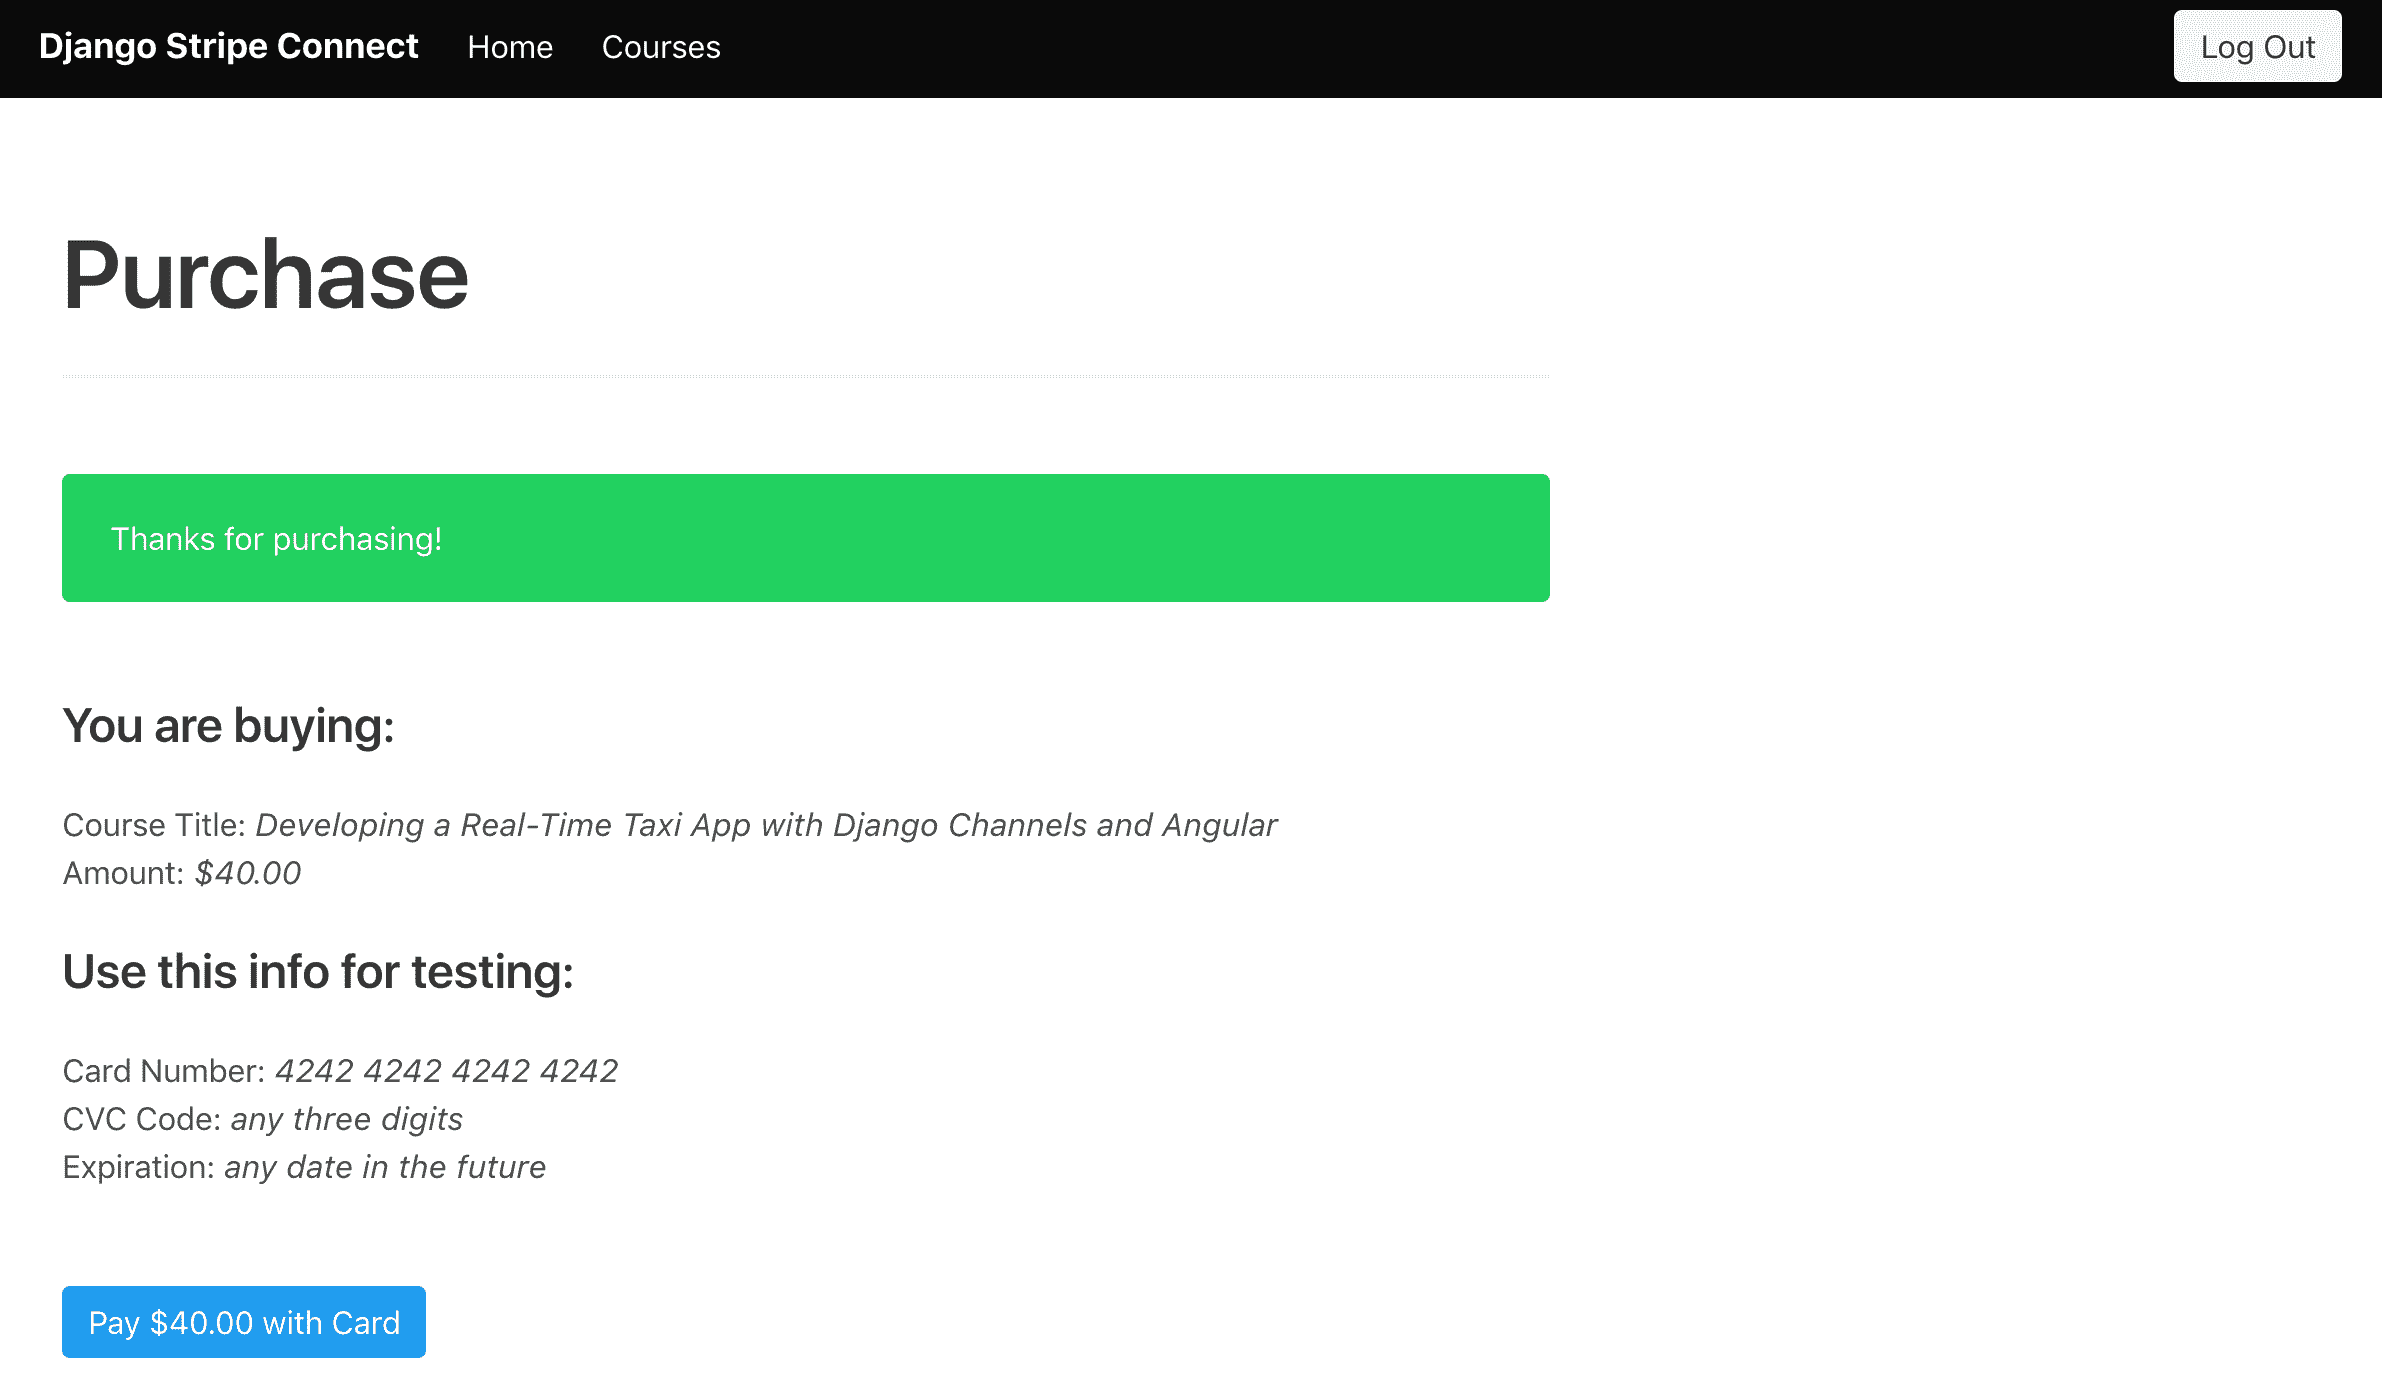 Django Stripe Connect Home Courses Log Out
Purchase
Thanks for purchasing!
You are buying:
Course Title: Developing a Real-Time Taxi App with Django Channels and Angular
Amount: $40.00
Use this info for testing:
Card Number: 4242 4242 4242 4242
CVC Code: any three digits
Expiration: any date in the future
Pay $40.00 with Card